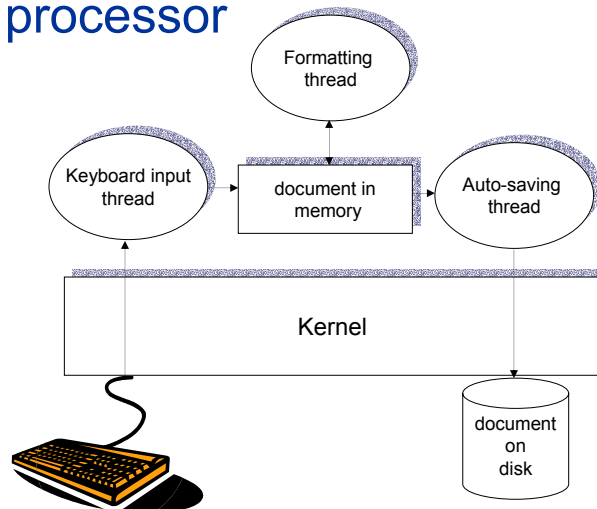 processor
Formatting
thread
Keyboard input
thread
document in
memory
Auto-saving
thread
Kernel
document
on
disk